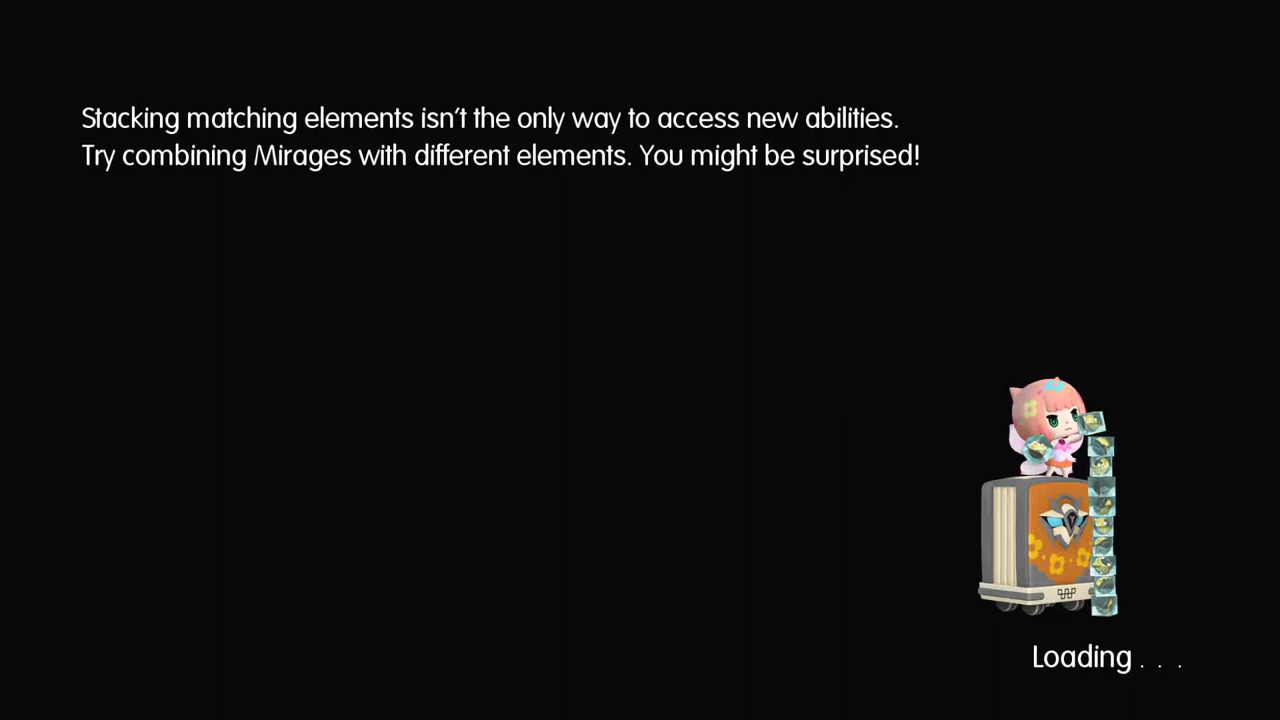 Stacking matching elements isn't the only way to access new abilities.
Try combining Mirages with different elements. You might be surprised!
Loading . . .